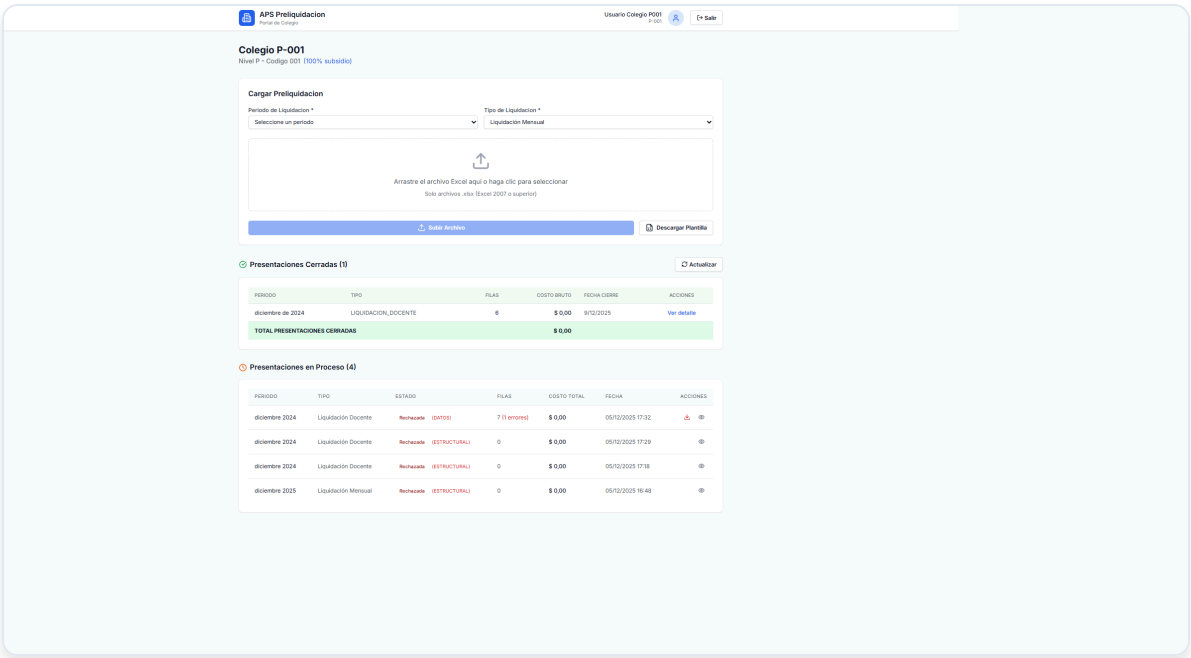 APS Preliquidacion
Portal de Colegio
Usuario Colegio P001
P-001
Salir
Colegio P-001
Nivel P - Codigo 001 (100% subsidio)
Cargar Preliquidacion
Periodo de Liquidacion * Tipo de Liquidacion *
Seleccione un periodo Liquidación Mensual
Arrastre el archivo Excel aqui o haga clic para seleccionar
Solo archivos .xlsx (Excel 2007 o superior)
Subir Archivo Descargar Plantilla
Presentaciones Cerradas (1) Actualizar
PERIODO TIPO FILAS COSTO BRUTO FECHA CIERRE ACCIONES
diciembre de 2024 LIQUIDACION_DOCENTE 6 $ 0,00 9/12/2025 Ver detalle
TOTAL PRESENTACIONES CERRADAS $ 0,00
Presentaciones en Proceso (4)
PERIODO TIPO ESTADO FILAS COSTO TOTAL FECHA ACCIONES
diciembre 2024 Liquidación Docente Rechazada (DATOS) 7 (1 errores) $ 0,00 05/12/2025 17:32
diciembre 2024 Liquidación Docente Rechazada (ESTRUCTURAL) 0 $ 0,00 05/12/2025 17:29
diciembre 2024 Liquidación Docente Rechazada (ESTRUCTURAL) 0 $ 0,00 05/12/2025 17:18
diciembre 2025 Liquidación Mensual Rechazada (ESTRUCTURAL) 0 $ 0,00 05/12/2025 16:48